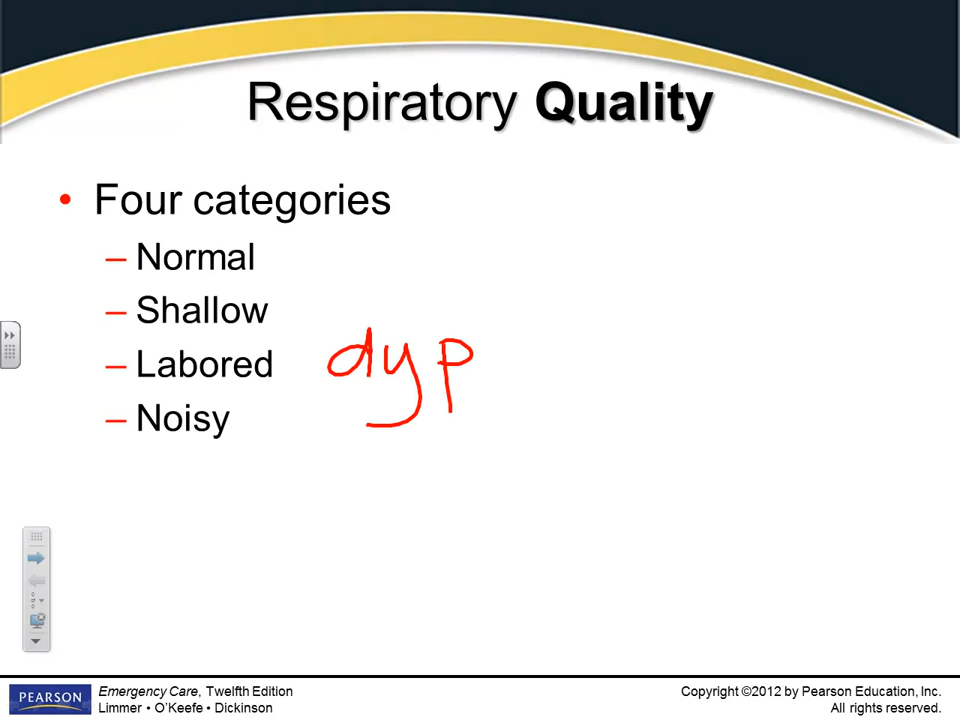 Respiratory Quality
• Four categories
– Normal
– Shallow
– Labored
dyp
– Noisy
PEARSON
Emergency Care, Twelfth Edition
Limmer • O'Keefe • Dickinson
Copyright ©2012 by Pearson Education, Inc.
All rights reserved.